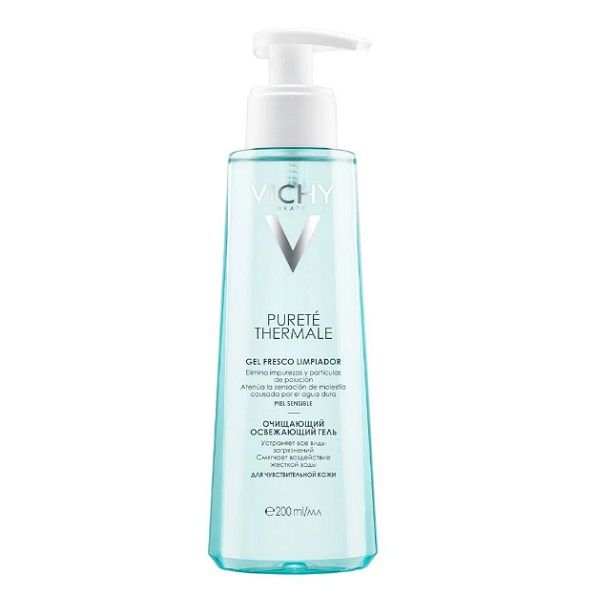 VICHY
LABORATOIRES
V
PURETÉ
THERMALE
GEL FRESCO LIMPIADOR
Elimina impurezas y partículas
de polución
Atenúa la sensación de molestia
causada por el agua dura
PIEL SENSIBLE
ОЧИЩАЮЩИЙ
ОСВЕЖАЮЩИЙ ГЕЛЬ
Устраняет все виды
загрязнений
Смягчает воздействие
жесткой воды
ДЛЯ ЧУВСТВИТЕЛЬНОЙ КОЖИ
℮200 ml/мл